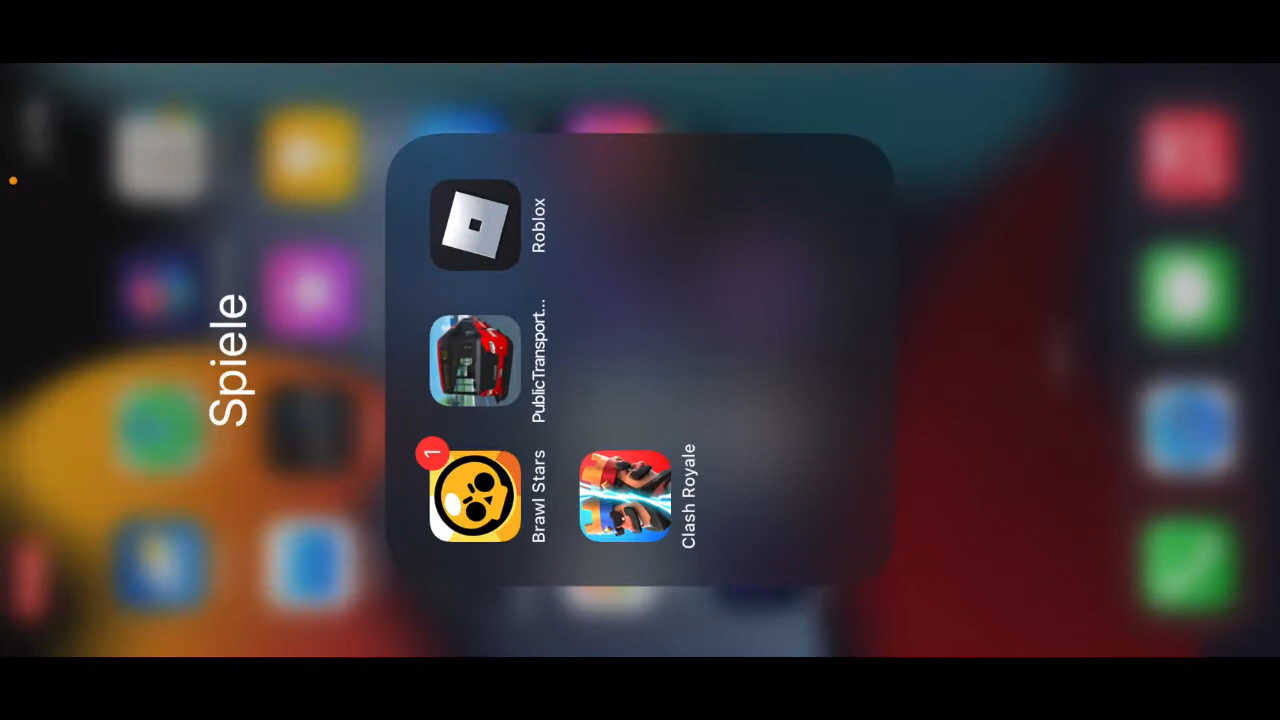 Spiele
1
Brawl Stars
PublicTransport...
Roblox
Clash Royale